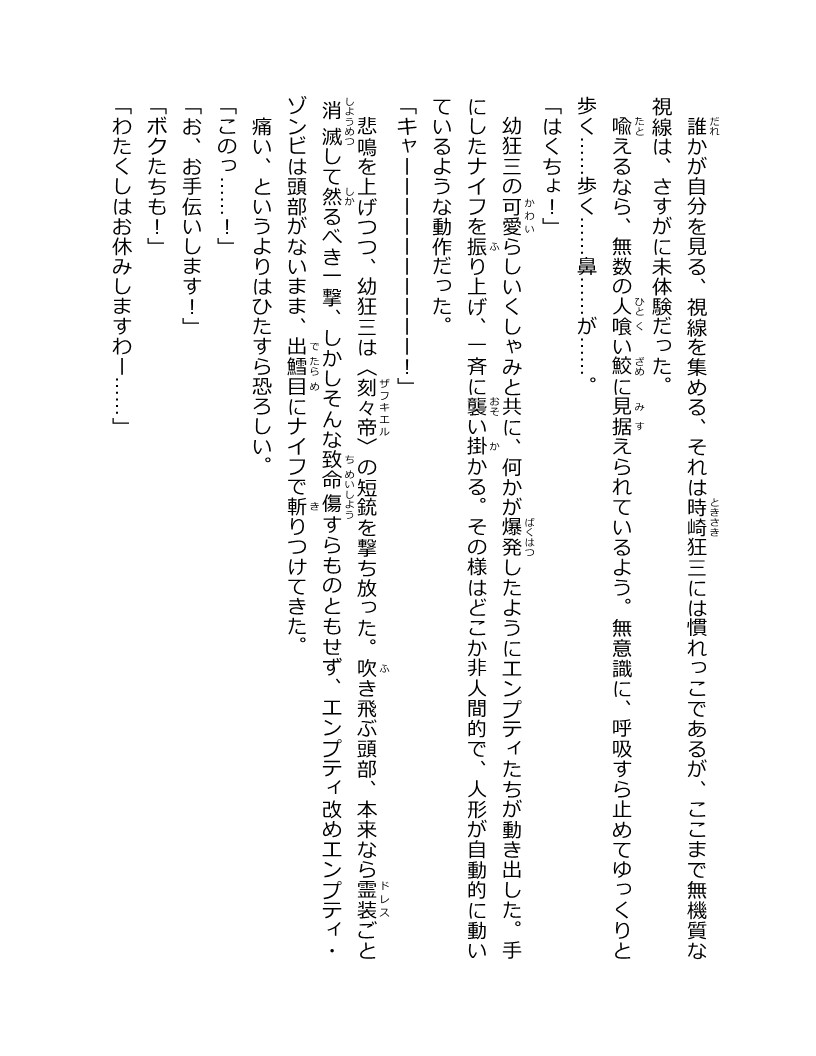 誰かが自分を見る、視線を集める、それは時崎狂三には慣れっこであるが、ここまで無機質な
視線は、さすがに未体験だった。
喩えるなら、無数の人喰い鮫に見据えられているよう。無意識に、呼吸すら止めてゆっくりと
歩く……歩く……鼻……が……。
「はくちょ！」
幼狂三の可愛らしいくしゃみと共に、何かが爆発したようにエンプティたちが動き出した。手
にしたナイフを振り上げ、一斉に襲い掛かる。その様はどこか非人間的で、人形が自動的に動い
ているような動作だった。
「キャーーーーーーーーーー！」
悲鳴を上げつつ、幼狂三は〈刻々帝〉の短銃を撃ち放った。吹き飛ぶ頭部、本来なら霊装ごと
消滅して然るべき一撃、しかしそんな致命傷すらものともせず、エンプティ改めエンプティ・
ゾンビは頭部がないまま、出鱈目にナイフで斬りつけてきた。
痛い、というよりはひたすら恐ろしい。
「このっ……！」
「お、お手伝いします！」
「ボクたちも！」
「わたくしはお休みしますわー……」